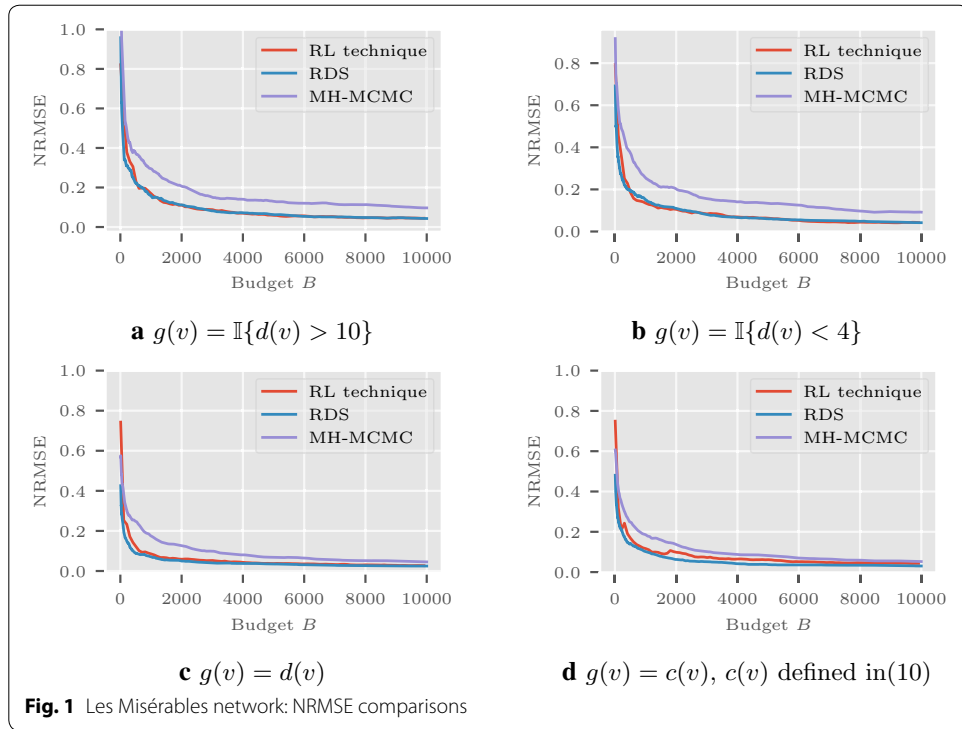 1.0
0.8
0.6
0.4
0.2
0.0
NRMSE
RL technique
RDS
MH-MCMC
0 2000 4000 6000 8000 10000
Budget B
a g(v) = 𝕀{d(v) > 10}
0.8
0.6
0.4
0.2
0.0
NRMSE
RL technique
RDS
MH-MCMC
0 2000 4000 6000 8000 10000
Budget B
b g(v) = 𝕀{d(v) < 4}
1.0
0.8
0.6
0.4
0.2
0.0
NRMSE
RL technique
RDS
MH-MCMC
0 2000 4000 6000 8000 10000
Budget B
c g(v) = d(v)
1.0
0.8
0.6
0.4
0.2
0.0
NRMSE
RL technique
RDS
MH-MCMC
0 2000 4000 6000 8000 10000
Budget B
d g(v) = c(v), c(v) defined in(10)
Fig. 1 Les Misérables network: NRMSE comparisons